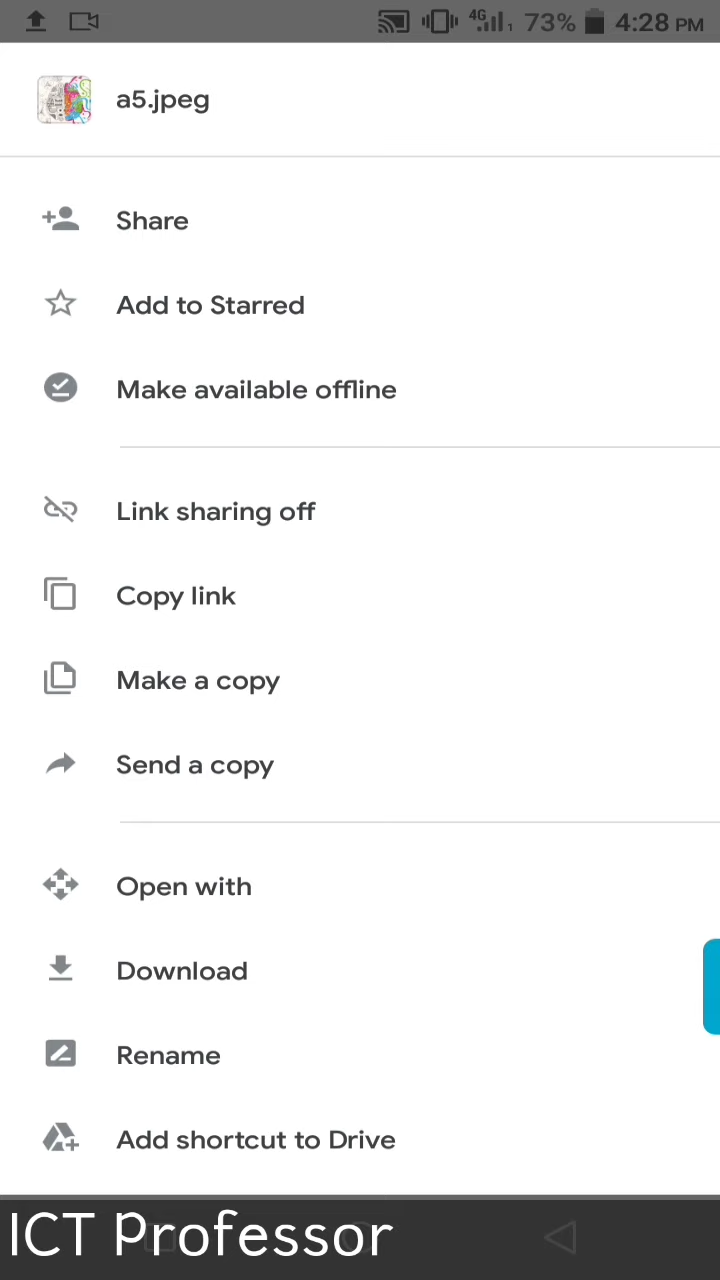 4G 1 73% 4:28 PM
a5.jpeg
Share
Add to Starred
Make available offline
Link sharing off
Copy link
Make a copy
Send a copy
Open with
Download
Rename
Add shortcut to Drive
ICT Professor